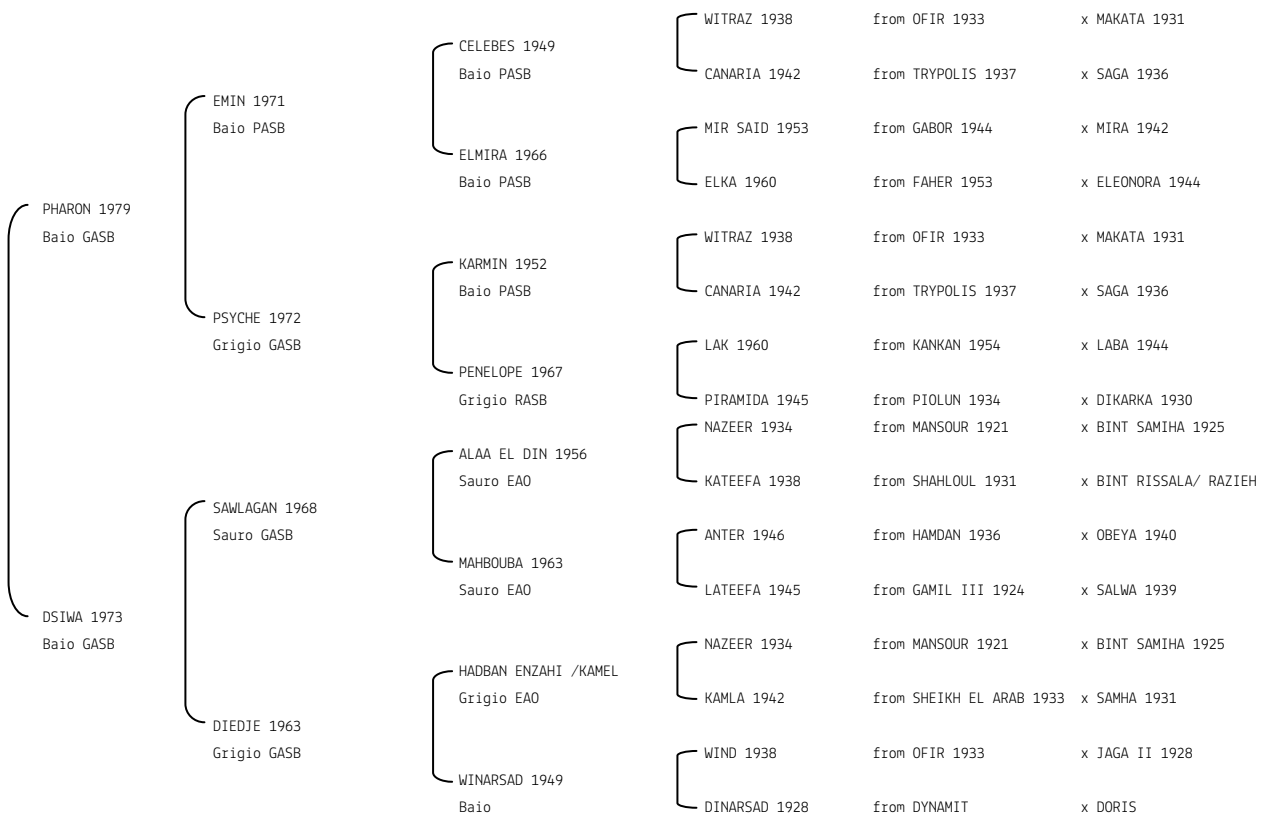 WITRAZ 1938 from OFIR 1933 x MAKATA 1931
CELEBES 1949
Baio PASB CANARIA 1942 from TRYPOLIS 1937 x SAGA 1936
EMIN 1971
Baio PASB MIR SAID 1953 from GABOR 1944 x MIRA 1942
ELMIRA 1966
Baio PASB ELKA 1960 from FAHER 1953 x ELEONORA 1944
PHARON 1979
Baio GASB WITRAZ 1938 from OFIR 1933 x MAKATA 1931
KARMIN 1952
Baio PASB CANARIA 1942 from TRYPOLIS 1937 x SAGA 1936
PSYCHE 1972
Grigio GASB LAK 1960 from KANKAN 1954 x LABA 1944
PENELOPE 1967
Grigio RASB PIRAMIDA 1945 from PIOLUN 1934 x DIKARKA 1930
NAZEER 1934 from MANSOUR 1921 x BINT SAMIHA 1925
ALAA EL DIN 1956
Sauro EAO KATEEFA 1938 from SHAHLOUL 1931 x BINT RISSALA/ RAZIEH
SAWLAGAN 1968
Sauro GASB ANTER 1946 from HAMDAN 1936 x OBEYA 1940
MAHBOUBA 1963
Sauro EAO LATEEFA 1945 from GAMIL III 1924 x SALWA 1939
DSIWA 1973
Baio GASB NAZEER 1934 from MANSOUR 1921 x BINT SAMIHA 1925
HADBAN ENZAHI /KAMEL
Grigio EAO KAMLA 1942 from SHEIKH EL ARAB 1933 x SAMHA 1931
DIEDJE 1963
Grigio GASB WIND 1938 from OFIR 1933 x JAGA II 1928
WINARSAD 1949
Baio DINARSAD 1928 from DYNAMIT x DORIS